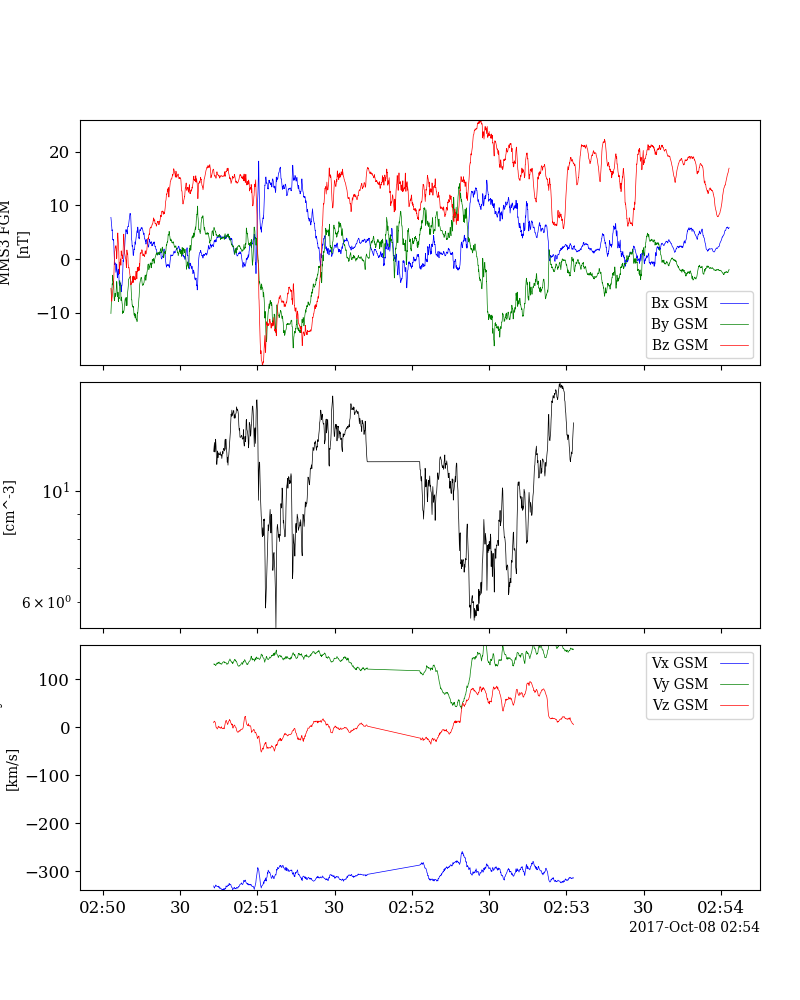 20
10
0
−10
MMS3 FGM
[nT]
Bx GSM
By GSM
Bz GSM
10¹
6 × 10⁰
[cm^-3]
100
0
−100
−200
−300
[km/s]
Vx GSM
Vy GSM
Vz GSM
02:50 30 02:51 30 02:52 30 02:53 30 02:54
2017-Oct-08 02:54